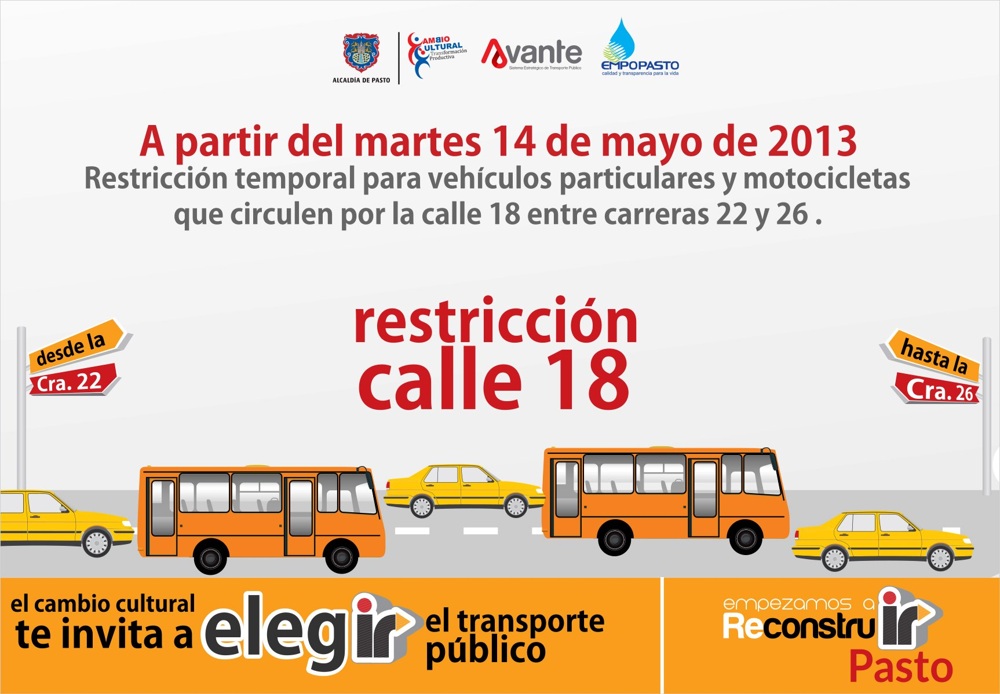 ALCALDÍA DE PASTO
CAMBIO
CULTURAL
Transformación
Productiva
Avante
Sistema Estratégico de Transporte Público
EMPOPASTO
calidad y transparencia para la vida
A partir del martes 14 de mayo de 2013
Restricción temporal para vehículos particulares y motocicletas
que circulen por la calle 18 entre carreras 22 y 26 .
restricción
calle 18
desde la
Cra. 22
hasta la
Cra. 26
el cambio cultural
te invita a elegir el transporte
público
empezamos a
Reconstruir
Pasto